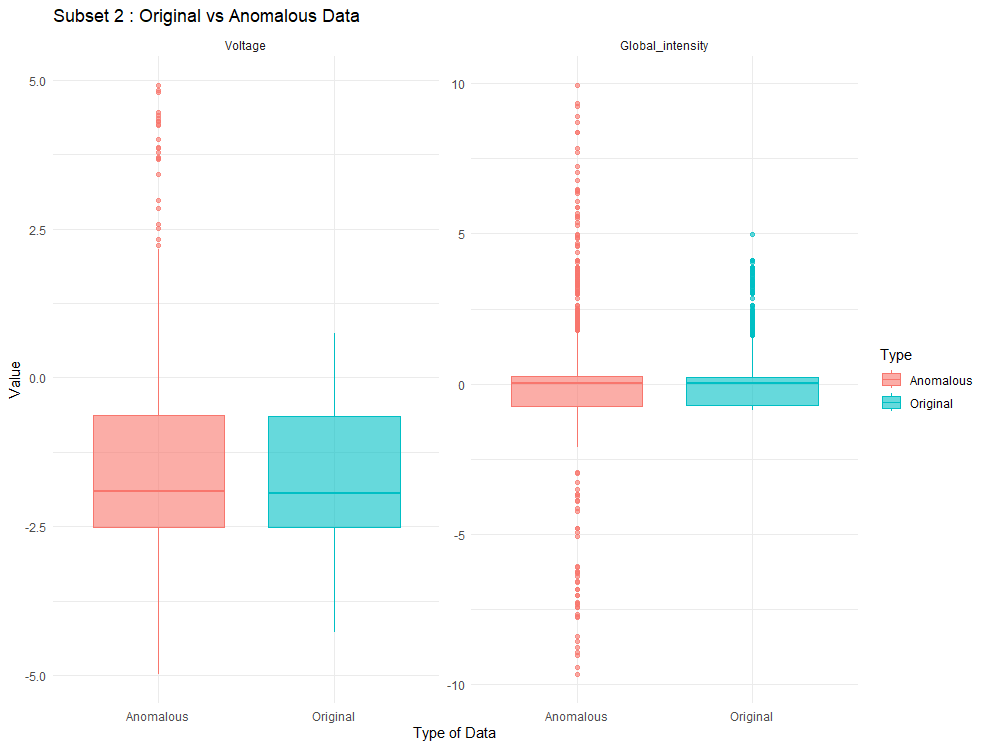 Subset 2 : Original vs Anomalous Data
Voltage
Global_intensity
5.0
2.5
0.0
-2.5
-5.0
10
5
0
-5
-10
Value
Anomalous
Original
Anomalous
Original
Type of Data
Type
Anomalous
Original